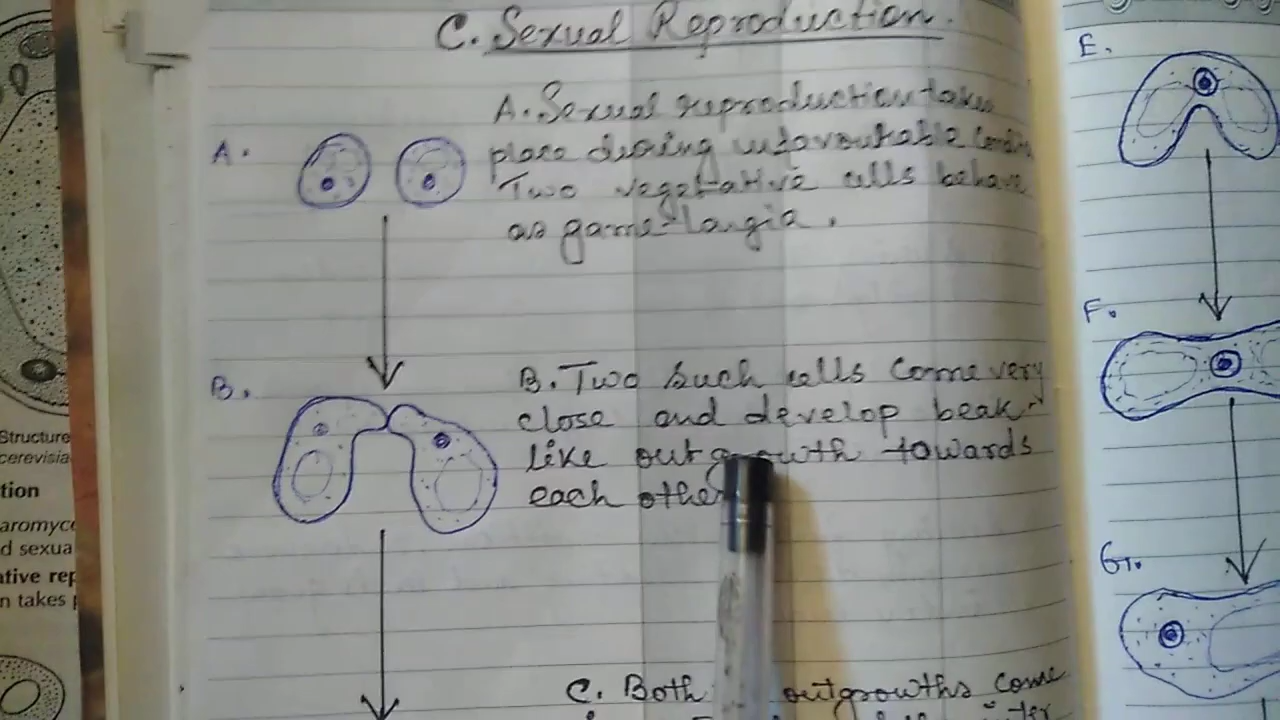 C. Sexual Reproduction.
A.
A. Sexual reproduction takes
place during unfavourable
Two vegetative cells behave
as gametangia.
B.
B. Two such cells come very
close and develop beak-
like outgrowth towards
each other
C. Both outgrowths come
E.
F.
G.
Structure
cerevisia
tion
aromyc
d sexua
ative rep
n takes